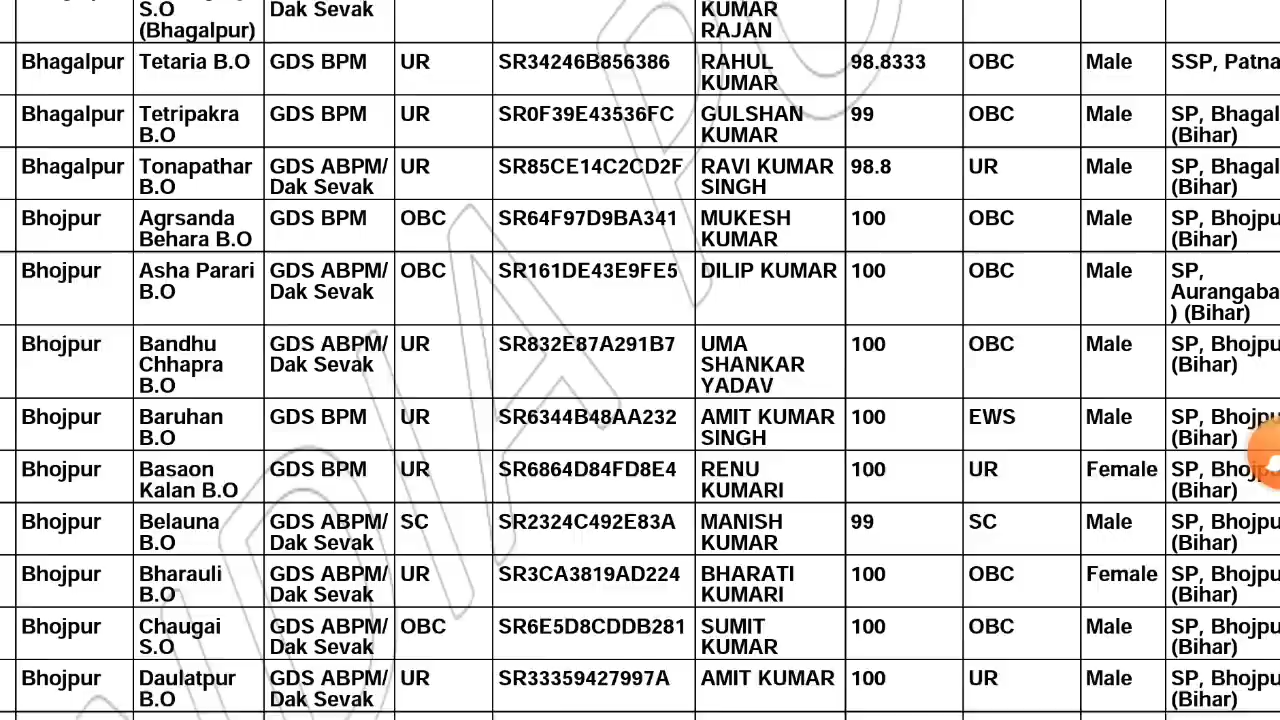 S.O Dak Sevak KUMAR
(Bhagalpur) RAJAN
Bhagalpur Tetaria B.O GDS BPM UR SR34246B856386 RAHUL 98.8333 OBC Male SSP, Patna
KUMAR
Bhagalpur Tetripakra GDS BPM UR SR0F39E43536FC GULSHAN 99 OBC Male SP, Bhagal
B.O KUMAR (Bihar)
Bhagalpur Tonapathar GDS ABPM/ UR SR85CE14C2CD2F RAVI KUMAR 98.8 UR Male SP, Bhagal
B.O Dak Sevak SINGH (Bihar)
Bhojpur Agrsanda GDS BPM OBC SR64F97D9BA341 MUKESH 100 OBC Male SP, Bhojpu
Behara B.O KUMAR (Bihar)
Bhojpur Asha Parari GDS ABPM/ OBC SR161DE43E9FE5 DILIP KUMAR 100 OBC Male SP,
B.O Dak Sevak Aurangaba
) (Bihar)
Bhojpur Bandhu GDS ABPM/ UR SR832E87A291B7 UMA 100 OBC Male SP, Bhojpu
Chhapra Dak Sevak SHANKAR (Bihar)
B.O YADAV
Bhojpur Baruhan GDS BPM UR SR6344B48AA232 AMIT KUMAR 100 EWS Male SP, Bhojpu
B.O SINGH (Bihar)
Bhojpur Basaon GDS BPM UR SR6864D84FD8E4 RENU 100 UR Female SP, Bhojpu
Kalan B.O KUMARI (Bihar)
Bhojpur Belauna GDS ABPM/ SC SR2324C492E83A MANISH 99 SC Male SP, Bhojpu
B.O Dak Sevak KUMAR (Bihar)
Bhojpur Bharauli GDS ABPM/ UR SR3CA3819AD224 BHARATI 100 OBC Female SP, Bhojpu
B.O Dak Sevak KUMARI (Bihar)
Bhojpur Chaugai GDS ABPM/ OBC SR6E5D8CDDB281 SUMIT 100 OBC Male SP, Bhojpu
S.O Dak Sevak KUMAR (Bihar)
Bhojpur Daulatpur GDS ABPM/ UR SR33359427997A AMIT KUMAR 100 UR Male SP, Bhojpu
B.O Dak Sevak (Bihar)